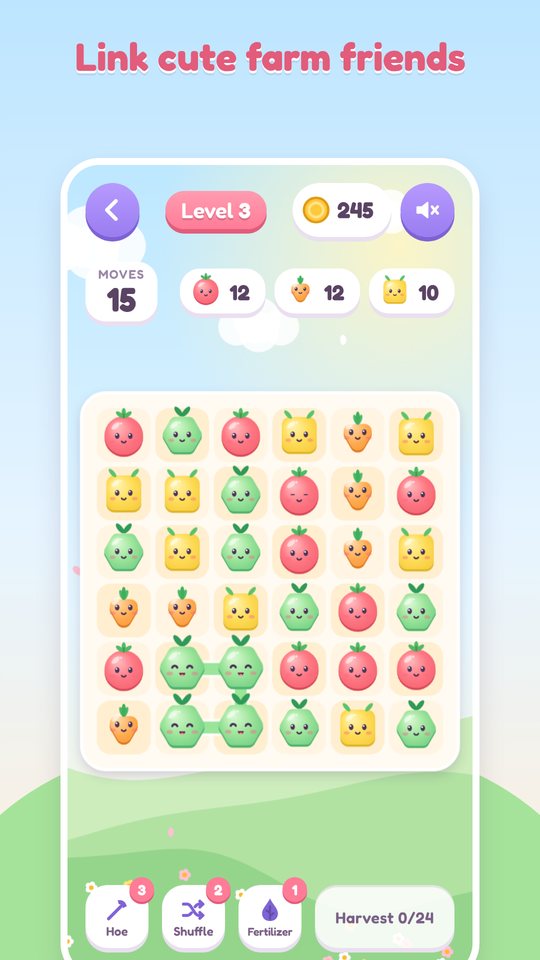 Link cute farm friends
Level 3
245
MOVES
15
12
12
10
3
2
1
Hoe
Shuffle
Fertilizer
Harvest 0/24